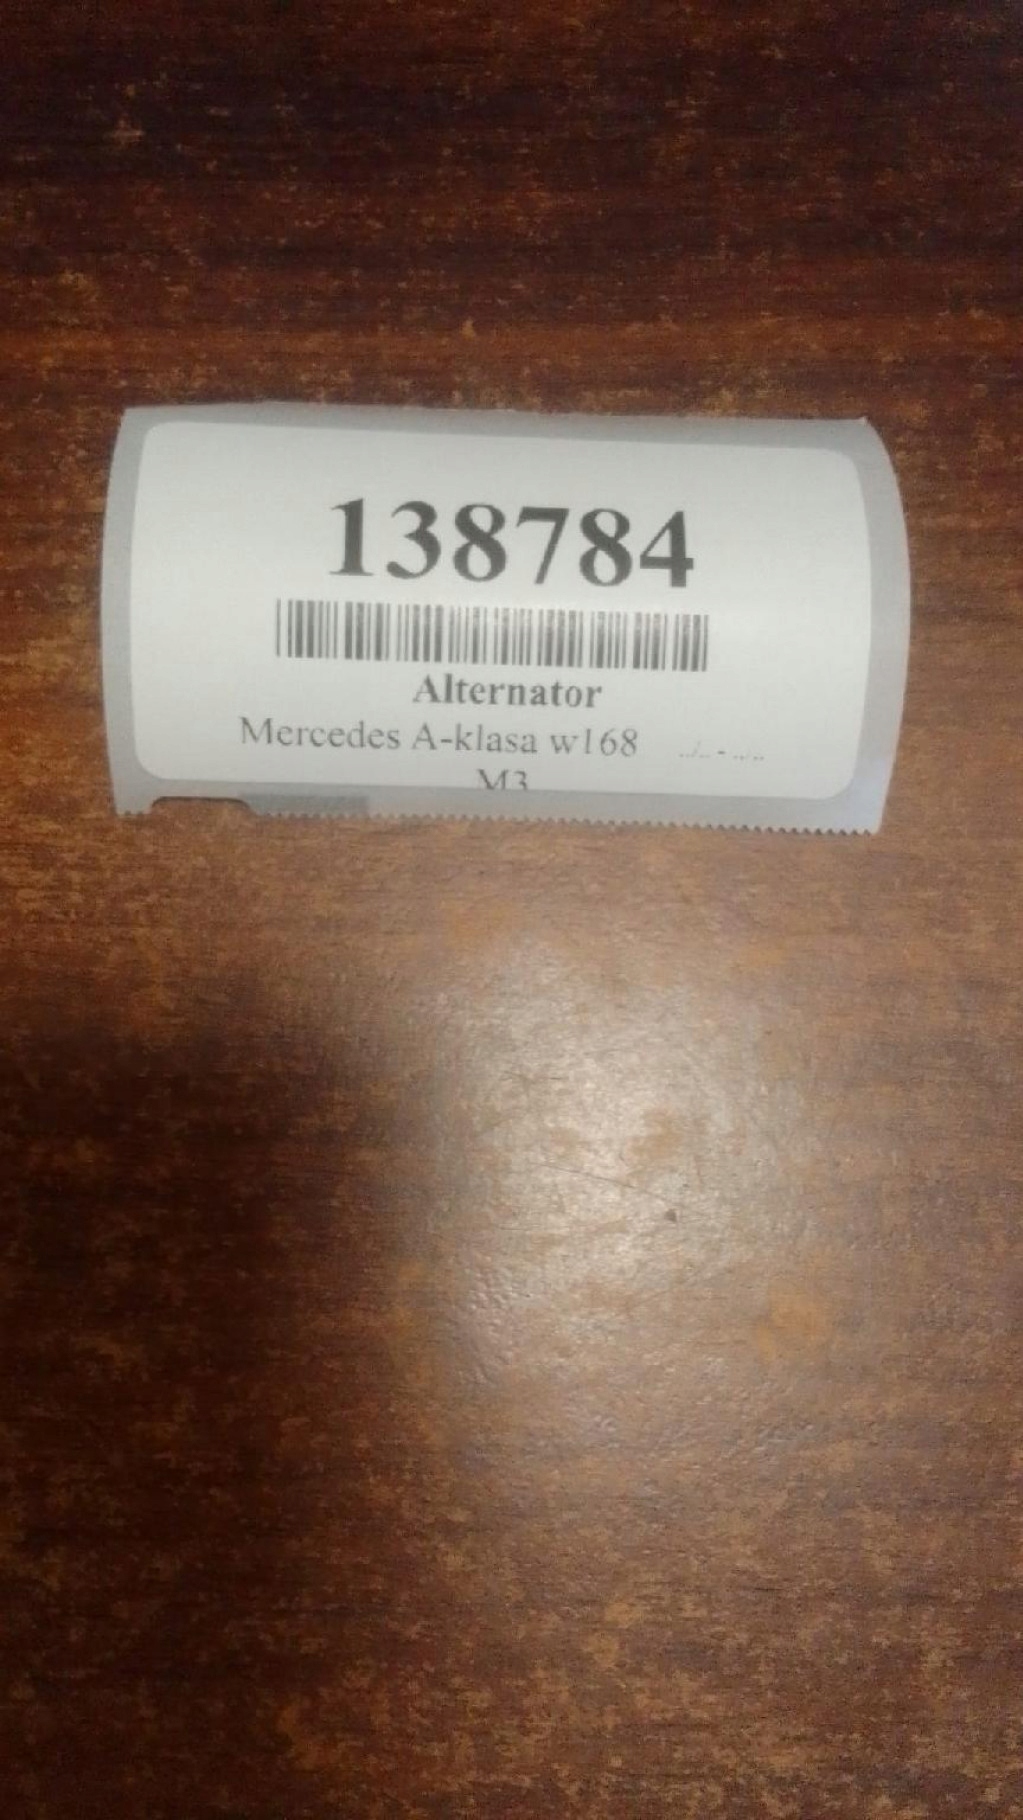 138784
Alternator
Mercedes A-klasa w168 ../.. - ../..
M3